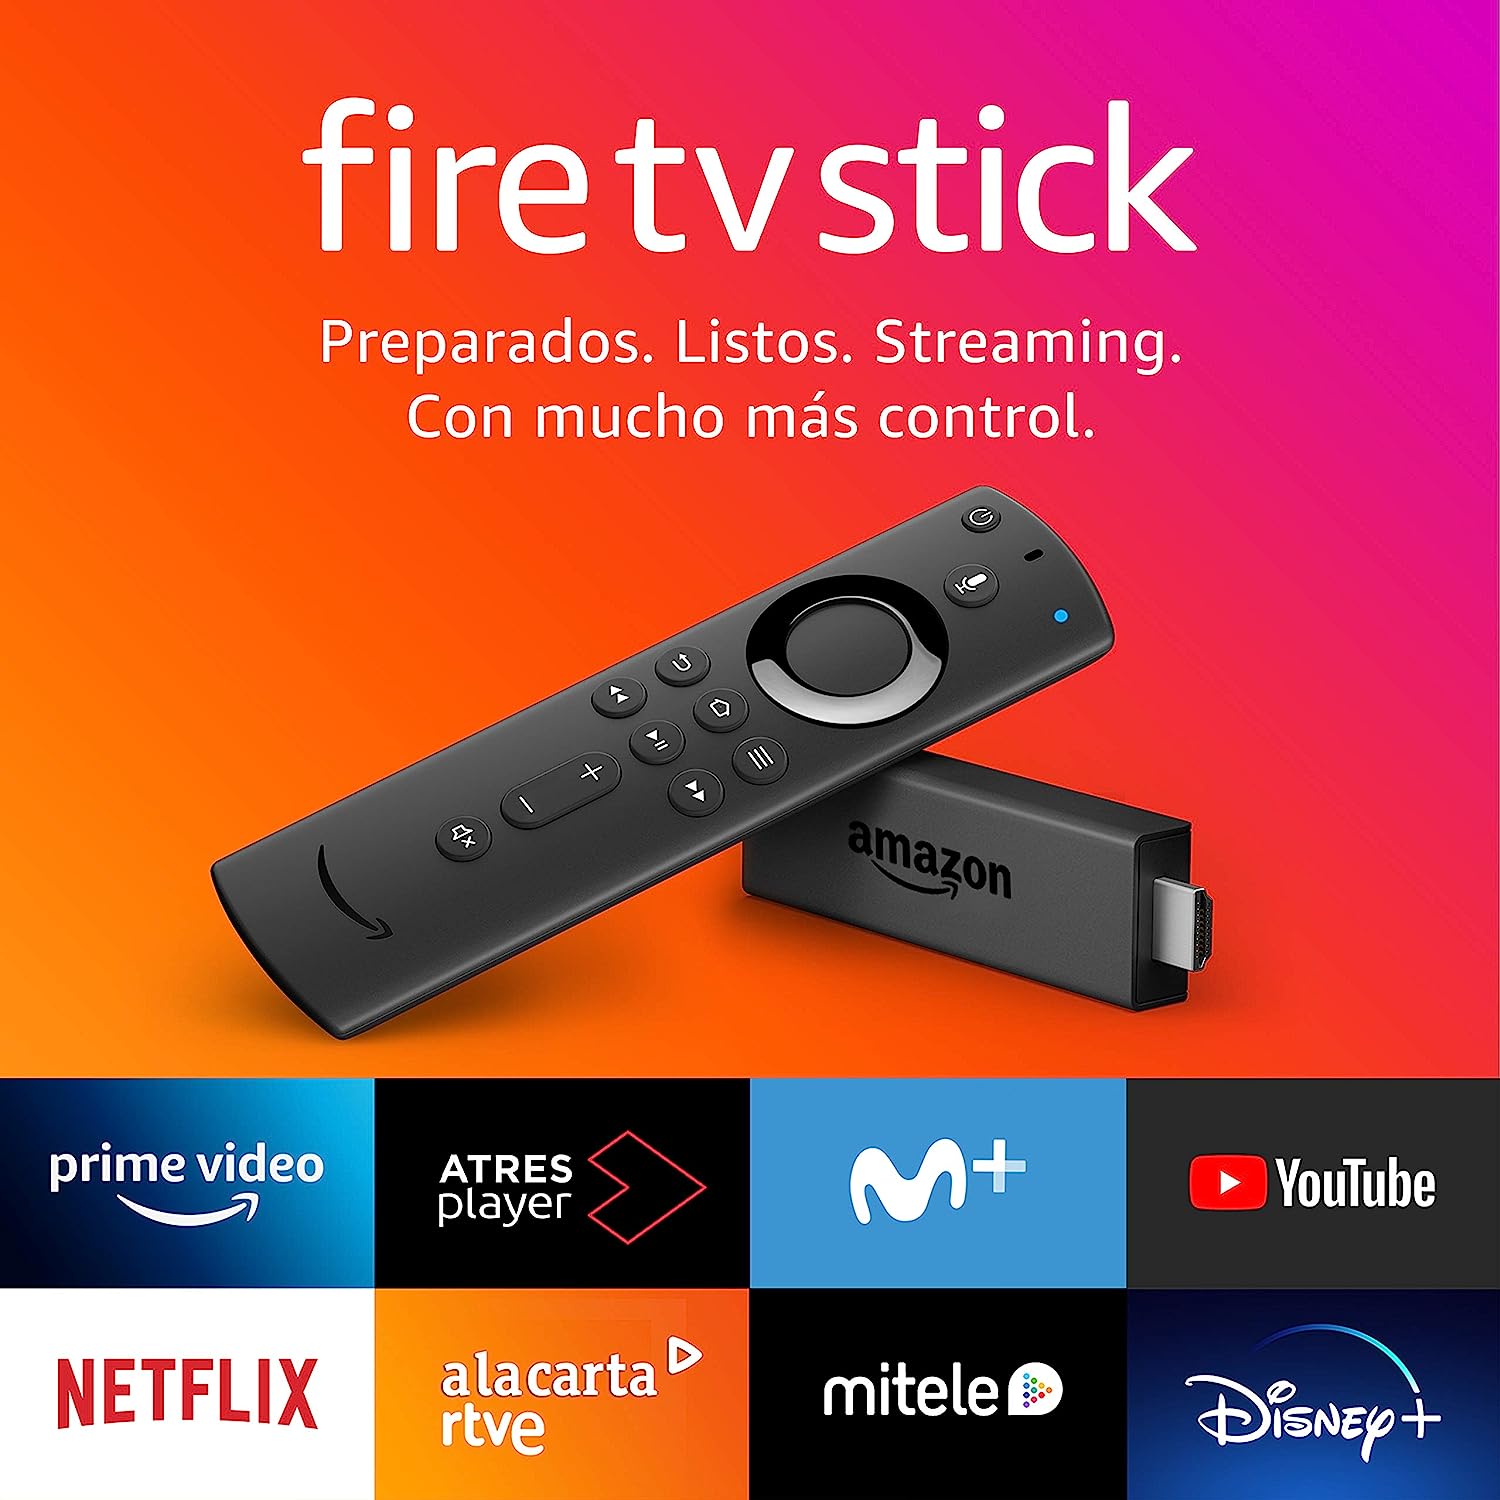 fire tv stick
Preparados. Listos. Streaming.
Con mucho más control.
amazon
prime video
ATRES
player
M+
YouTube
NETFLIX
alacarta
rtve
mitele
Disney+